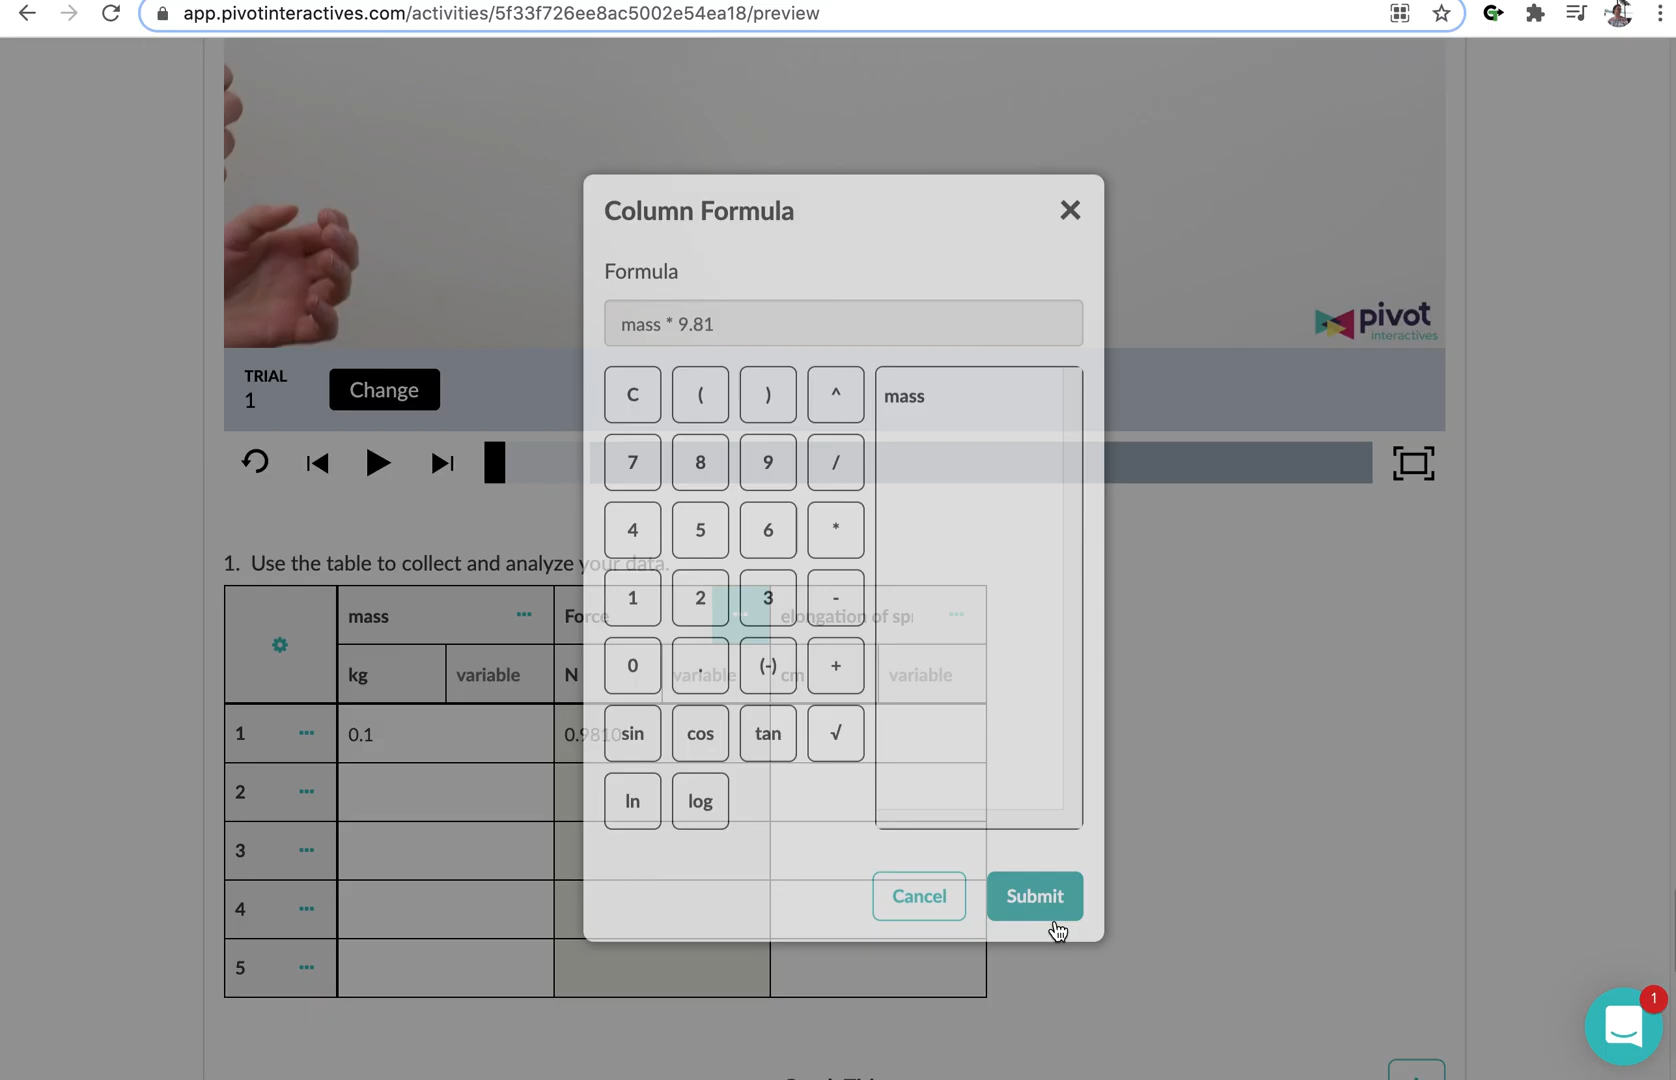 app.pivotinteractives.com/activities/5f33f726ee8ac5002e54ea18/preview
pivot
interactives
Column Formula
Formula
mass * 9.81
TRIAL
1
Change
C ( ) ^
mass
7 8 9 /
4 5 6 *
1 2 3 -
0 . (-) +
sin cos tan √
ln log
Cancel
Submit
1. Use the table to collect and analyze your data.
mass ... Force ... elongation of spr ...
kg variable N variable cm variable
1 ... 0.1 0.9810
2 ...
3 ...
4 ...
5 ...
1